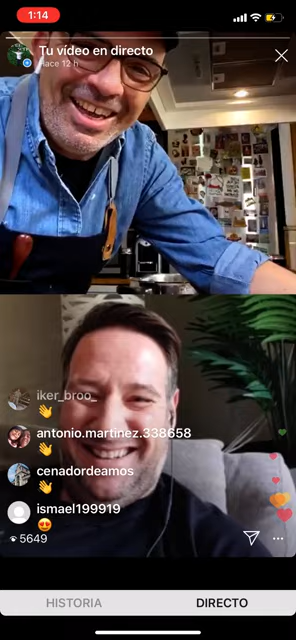 1:14
Tu vídeo en directo
Hace 12 h
iker_broo_
antonio.martinez.338658
cenadordeamos
ismael199919
5649
HISTORIA
DIRECTO